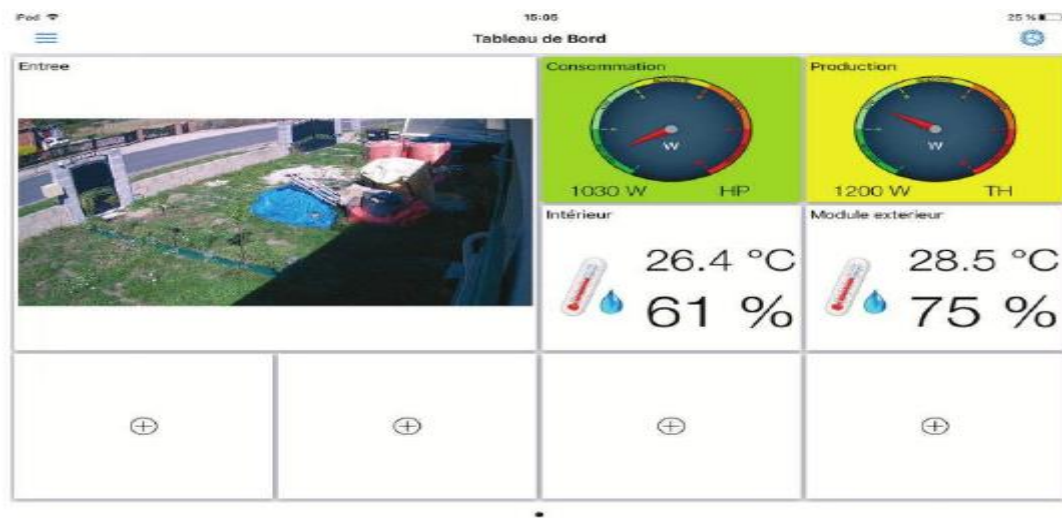 iPod 15:05 25 %
Tableau de Bord
Entree
Consommation
W
1030 W HP
Production
W
1200 W TH
Intérieur
26.4 °C
61 %
Module exterieur
28.5 °C
75 %